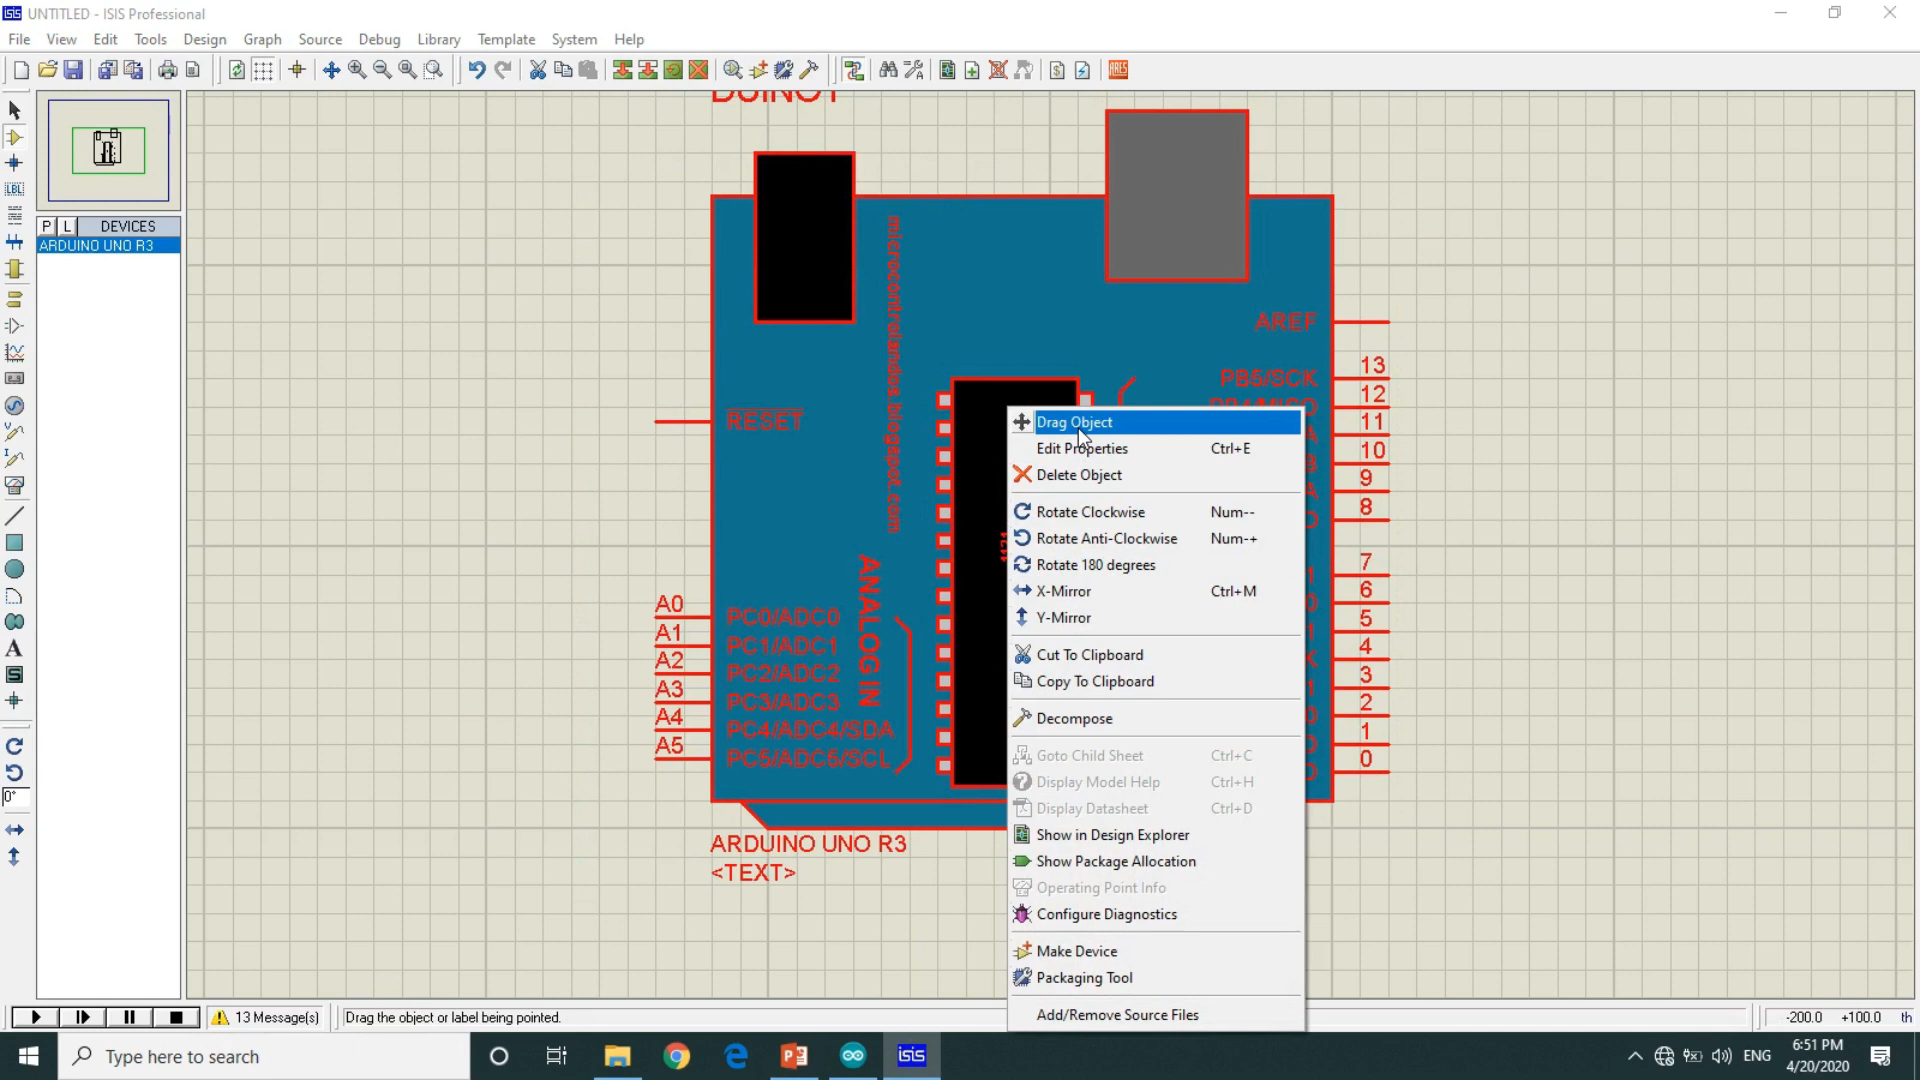 UNTITLED - ISIS Professional
File View Edit Tools Design Graph Source Debug Library Template System Help
LBL
P L DEVICES
ARDUINO UNO R3
microcontrolandos.blogspot.com
AREF
RESET
PB5/SCK
13
12
11
10
9
8
7
6
5
4
3
2
1
0
ANALOG IN
A0 PC0/ADC0
A1 PC1/ADC1
A2 PC2/ADC2
A3 PC3/ADC3
A4 PC4/ADC4/SDA
A5 PC5/ADC5/SCL
ARDUINO UNO R3
<TEXT>
Drag Object
Edit Properties Ctrl+E
Delete Object
Rotate Clockwise Num--
Rotate Anti-Clockwise Num-+
Rotate 180 degrees
X-Mirror Ctrl+M
Y-Mirror
Cut To Clipboard
Copy To Clipboard
Decompose
Goto Child Sheet Ctrl+C
Display Model Help Ctrl+H
Display Datasheet Ctrl+D
Show in Design Explorer
Show Package Allocation
Operating Point Info
Configure Diagnostics
Make Device
Packaging Tool
Add/Remove Source Files
0°
13 Message(s) Drag the object or label being pointed. -200.0 +100.0 th
Type here to search
isis
ENG
6:51 PM
4/20/2020